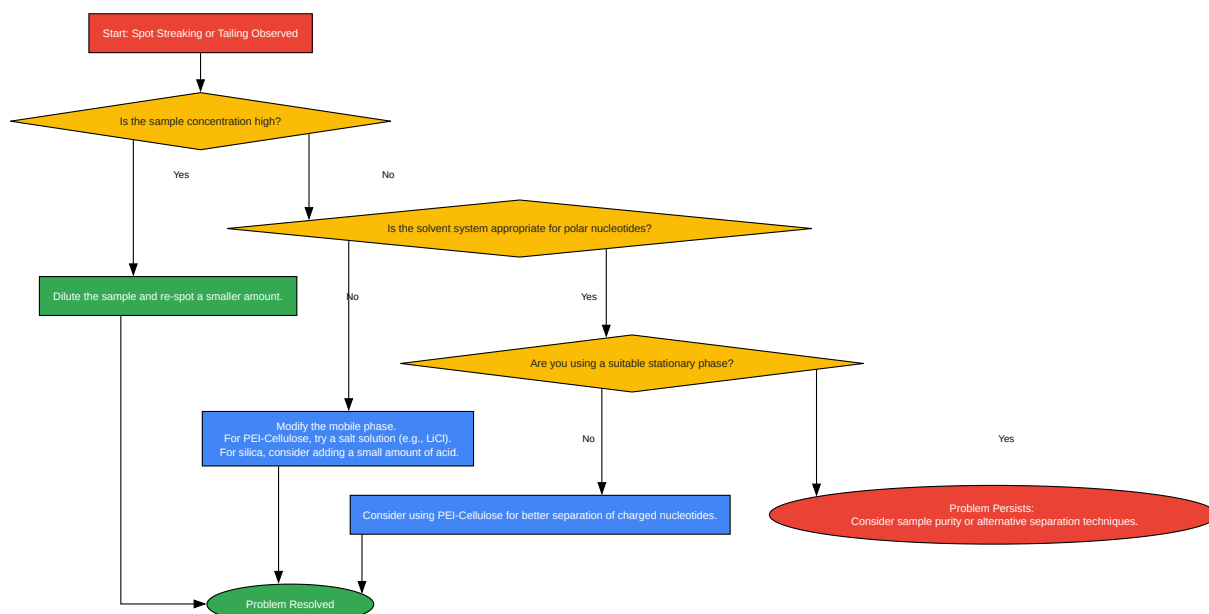 Start: Spot Streaking or Tailing Observed
Is the sample concentration high?
Yes
No
Is the solvent system appropriate for polar nucleotides?
Dilute the sample and re-spot a smaller amount.
No
Yes
Are you using a suitable stationary phase?
Modify the mobile phase.
For PEI-Cellulose, try a salt solution (e.g., LiCl).
For silica, consider adding a small amount of acid.
No
Yes
Consider using PEI-Cellulose for better separation of charged nucleotides.
Problem Persists:
Consider sample purity or alternative separation techniques.
Problem Resolved